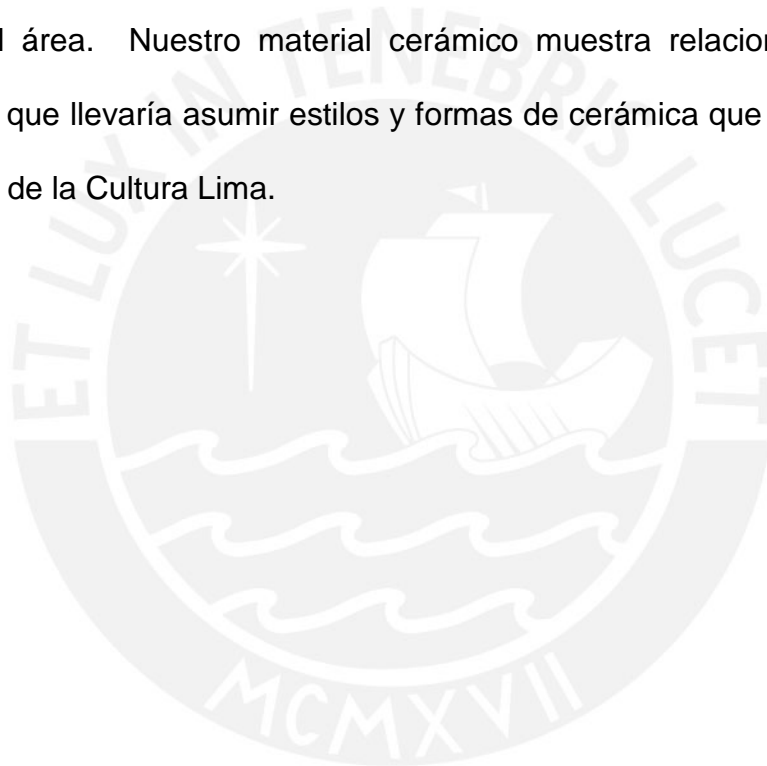 l área. Nuestro material cerámico muestra relacion
que llevaría asumir estilos y formas de cerámica que
de la Cultura Lima.
ET LUX IN TENEBRIS LUCET
MCMXVII